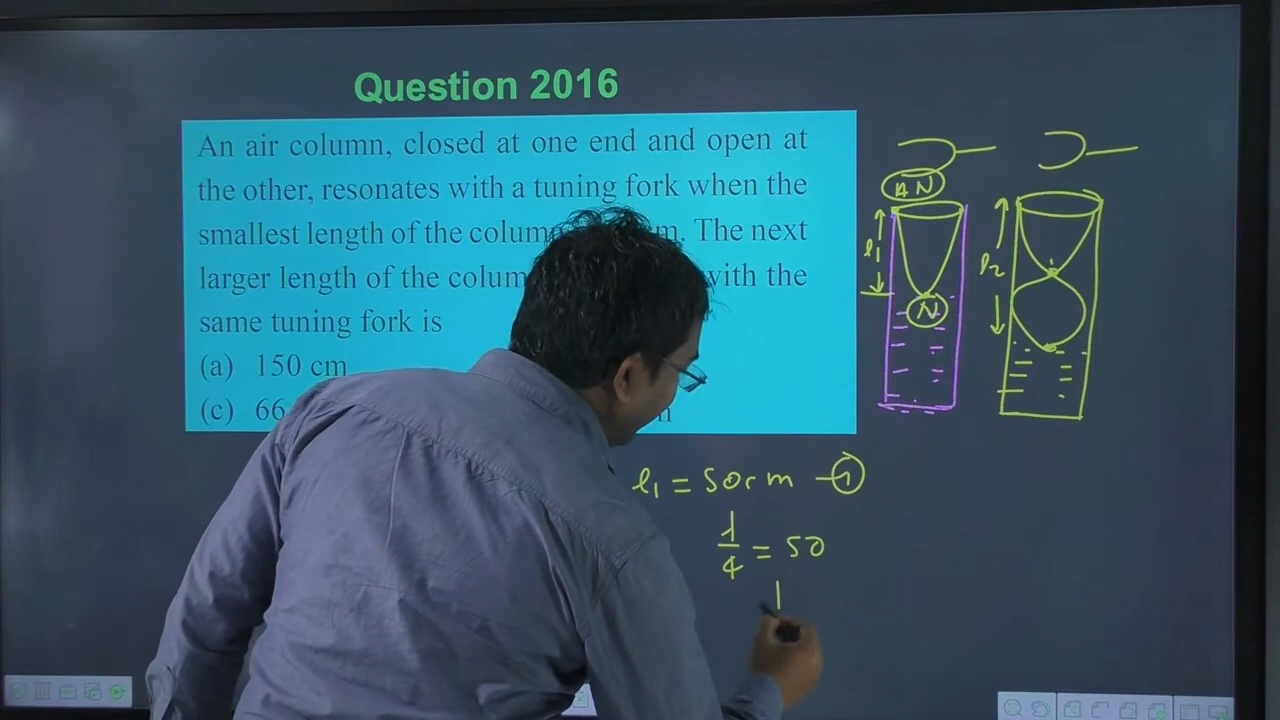 Question 2016
An air column, closed at one end and open at
the other, resonates with a tuning fork when the
smallest length of the The next
larger length of the with the
same tuning fork is
(a) 150 cm
(c) 66
AN
l1
N
l2
l1 = 50cm - 1
λ/4 = 50